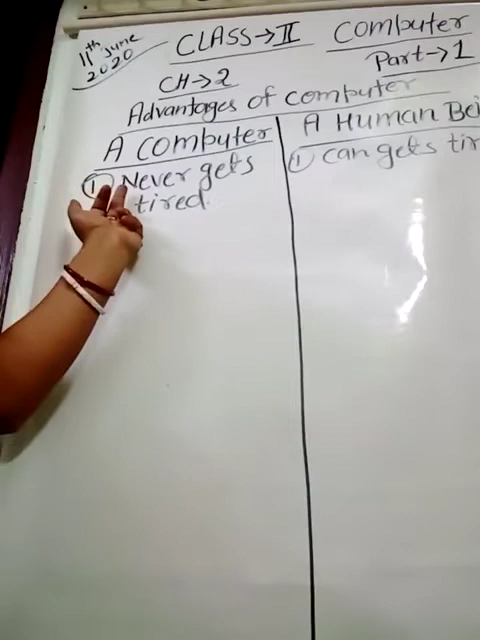 11th June
2020
CLASS→II Computer
Part→1
CH→2
Advantages of computer
A computer
① Never gets
tired.
A Human Bei
① can gets tir